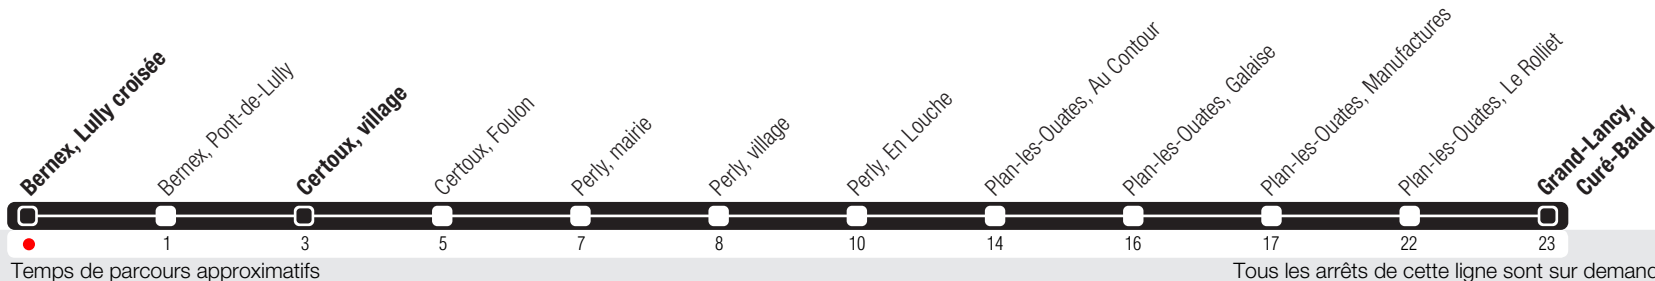 Bernex, Lully croisée
Bernex, Pont-de-Lully
Certoux, village
Certoux, Foulon
Perly, mairie
Perly, village
Perly, En Louche
Plan-les-Ouates, Au Contour
Plan-les-Ouates, Galaise
Plan-les-Ouates, Manufactures
Plan-les-Ouates, Le Rolliet
Grand-Lancy,
Curé-Baud
1 3 5 7 8 10 14 16 17 22 23
Temps de parcours approximatifs
Tous les arrêts de cette ligne sont sur demand